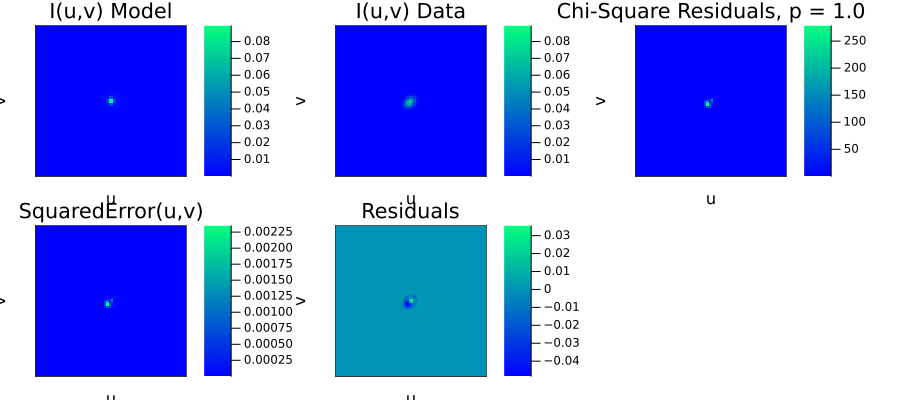 I(u,v) Model
v
u
0.08
0.07
0.06
0.05
0.04
0.03
0.02
0.01
I(u,v) Data
v
u
0.08
0.07
0.06
0.05
0.04
0.03
0.02
0.01
Chi-Square Residuals, p = 1.0
v
u
250
200
150
100
50
SquaredError(u,v)
v
u
0.00225
0.00200
0.00175
0.00150
0.00125
0.00100
0.00075
0.00050
0.00025
Residuals
v
u
0.03
0.02
0.01
0
−0.01
−0.02
−0.03
−0.04